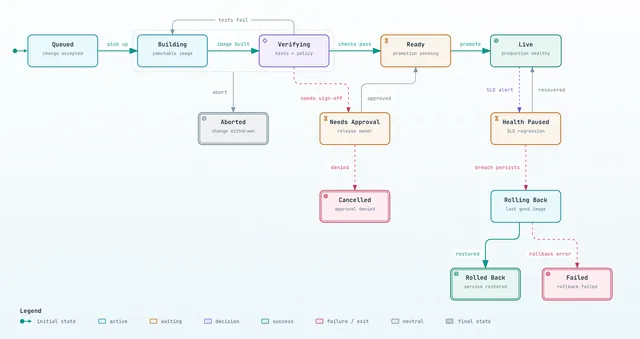 tests fail
Queued
change accepted
pick up
Building
immutable image
image built
Verifying
tests + policy
checks pass
Ready
promotion pending
promote
Live
production healthy
abort
needs sign-off
approved
SLO alert
recovered
Aborted
change withdrawn
Needs Approval
release owner
Health Paused
SLO regression
denied
breach persists
Cancelled
approval denied
Rolling Back
last good image
restored
rollback error
Rolled Back
service restored
Failed
rollback failed
Legend
initial state
active
waiting
decision
success
failure / exit
neutral
final state